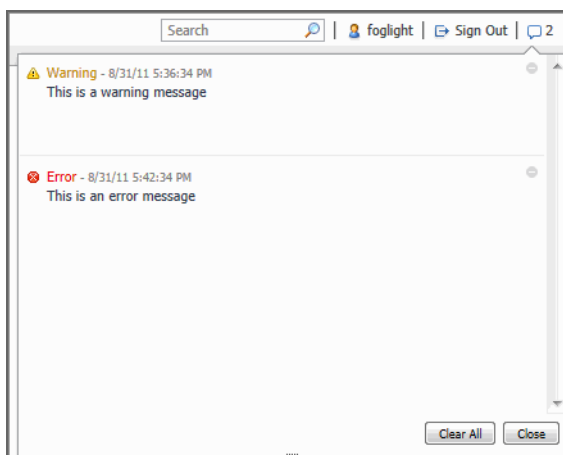 Search | foglight | Sign Out | 2
Warning - 8/31/11 5:36:34 PM
This is a warning message
Error - 8/31/11 5:42:34 PM
This is an error message
Clear All Close